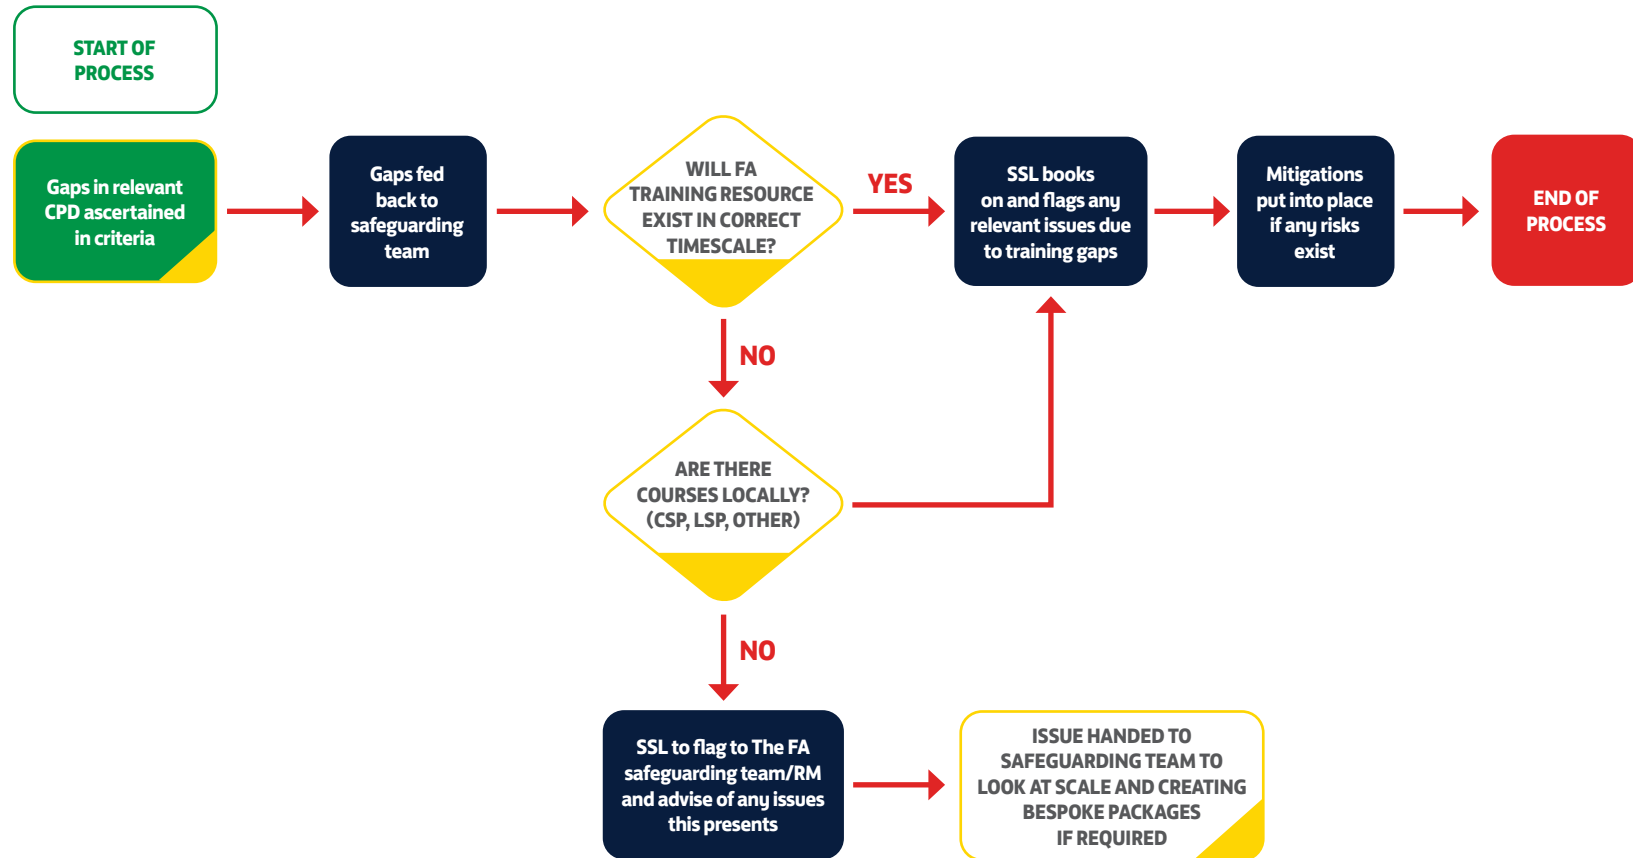 START OF
PROCESS
Gaps in relevant
CPD ascertained
in criteria
Gaps fed
back to
safeguarding
team
WILL FA
TRAINING RESOURCE
EXIST IN CORRECT
TIMESCALE?
YES
SSL books
on and flags any
relevant issues due
to training gaps
Mitigations
put into place
if any risks
exist
END OF
PROCESS
NO
ARE THERE
COURSES LOCALLY?
(CSP, LSP, OTHER)
NO
SSL to flag to The FA
safeguarding team/RM
and advise of any issues
this presents
ISSUE HANDED TO
SAFEGUARDING TEAM TO
LOOK AT SCALE AND CREATING
BESPOKE PACKAGES
IF REQUIRED